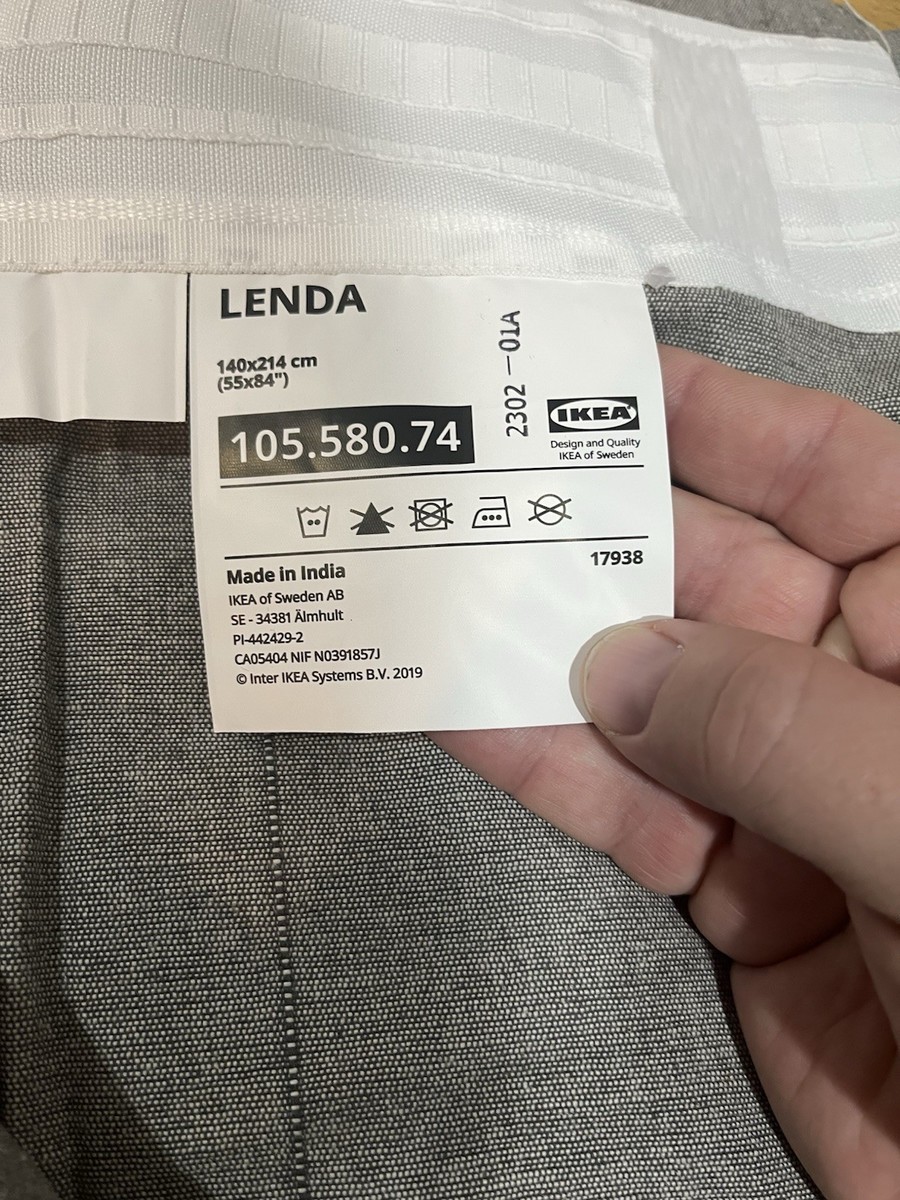 LENDA
140x214 cm
(55x84")
2302 — 01A
105.580.74
IKEA
Design and Quality
IKEA of Sweden
17938
Made in India
IKEA of Sweden AB
SE - 34381 Älmhult
PI-442429-2
CA05404 NIF N0391857J
© Inter IKEA Systems B.V. 2019